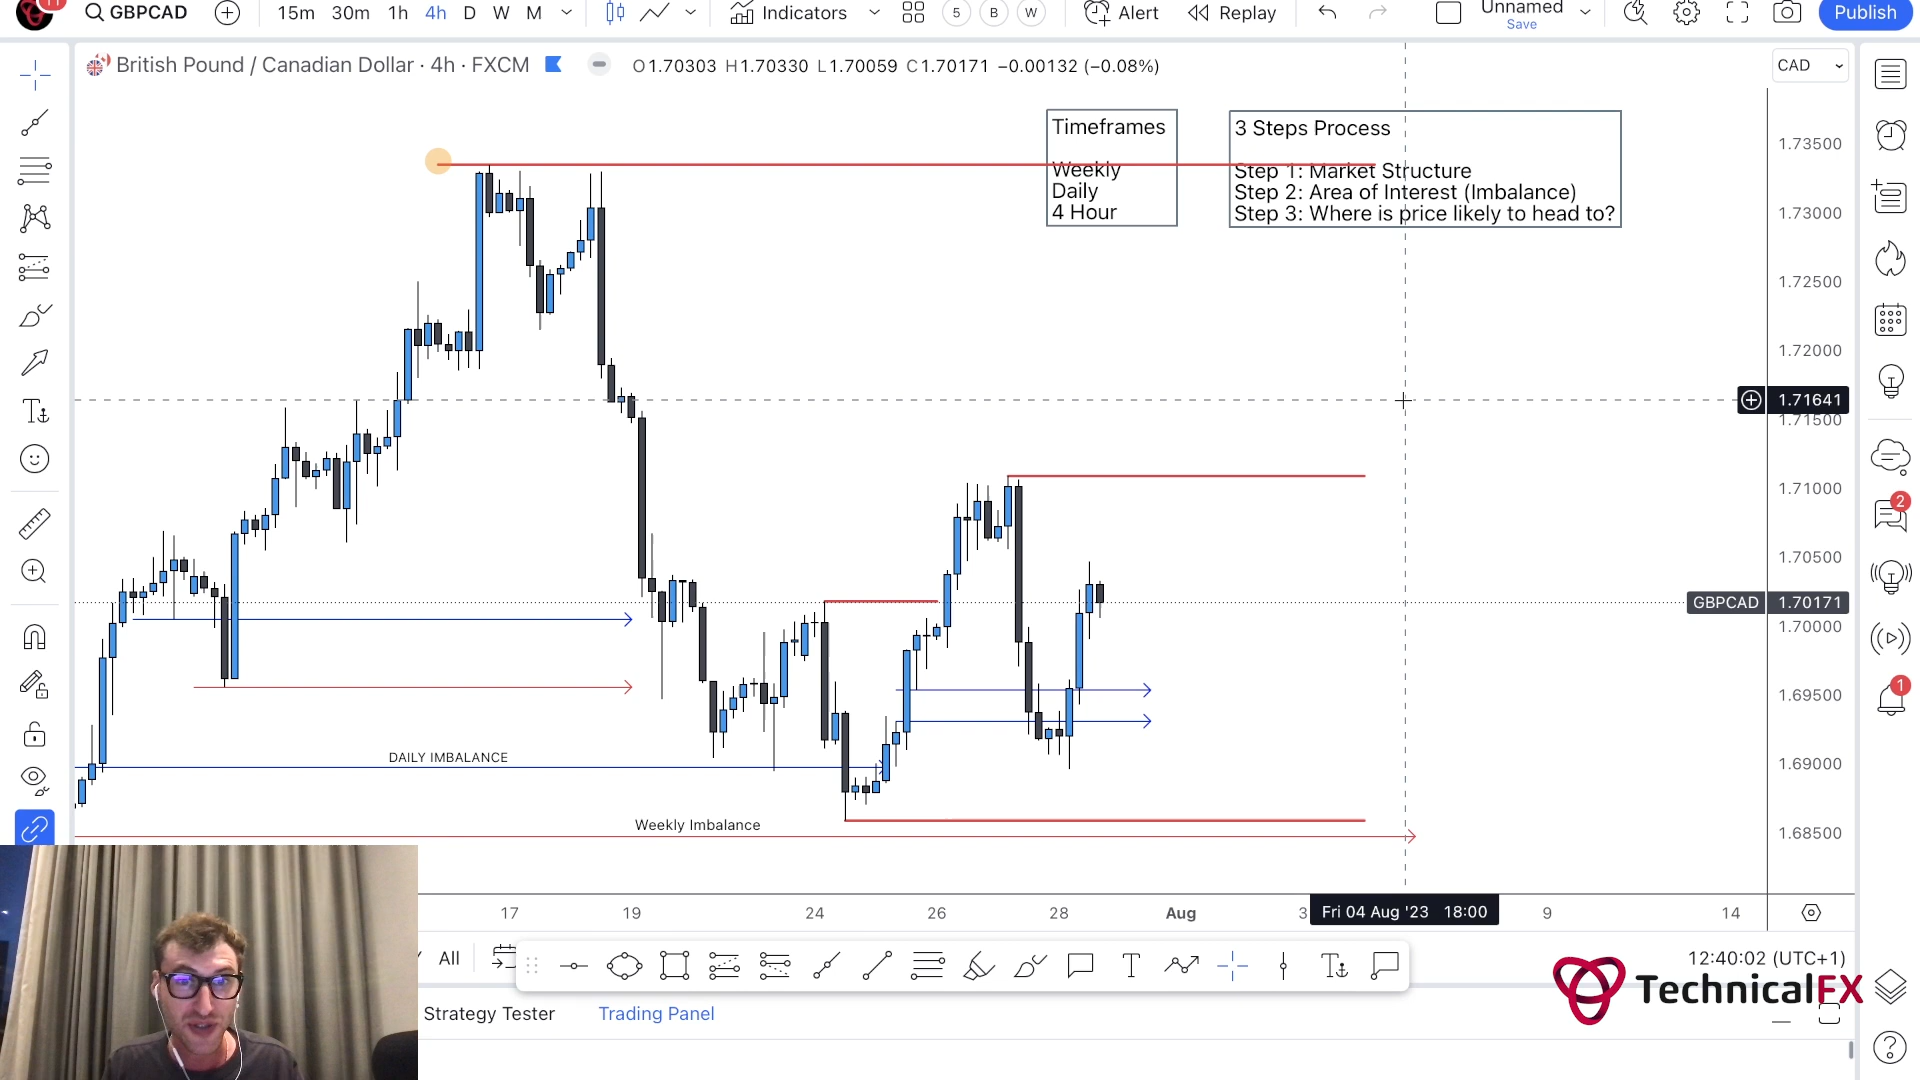 11
GBPCAD
15m 30m 1h 4h D W M
Indicators
5 B W
Alert
Replay
Unnamed
Save
Publish
British Pound / Canadian Dollar · 4h · FXCM
O1.70303 H1.70330 L1.70059 C1.70171 −0.00132 (−0.08%)
CAD
Timeframes
Weekly
Daily
4 Hour
3 Steps Process
Step 1: Market Structure
Step 2: Area of Interest (Imbalance)
Step 3: Where is price likely to head to?
1.73500
1.73000
1.72500
1.72000
1.71641
1.71500
1.71000
1.70500
GBPCAD 1.70171
1.70000
1.69500
1.69000
1.68500
2
1
DAILY IMBALANCE
Weekly Imbalance
17 19 24 26 28 Aug 3 Fri 04 Aug '23 18:00 9 14
All
12:40:02 (UTC+1)
TechnicalFX
Strategy Tester Trading Panel